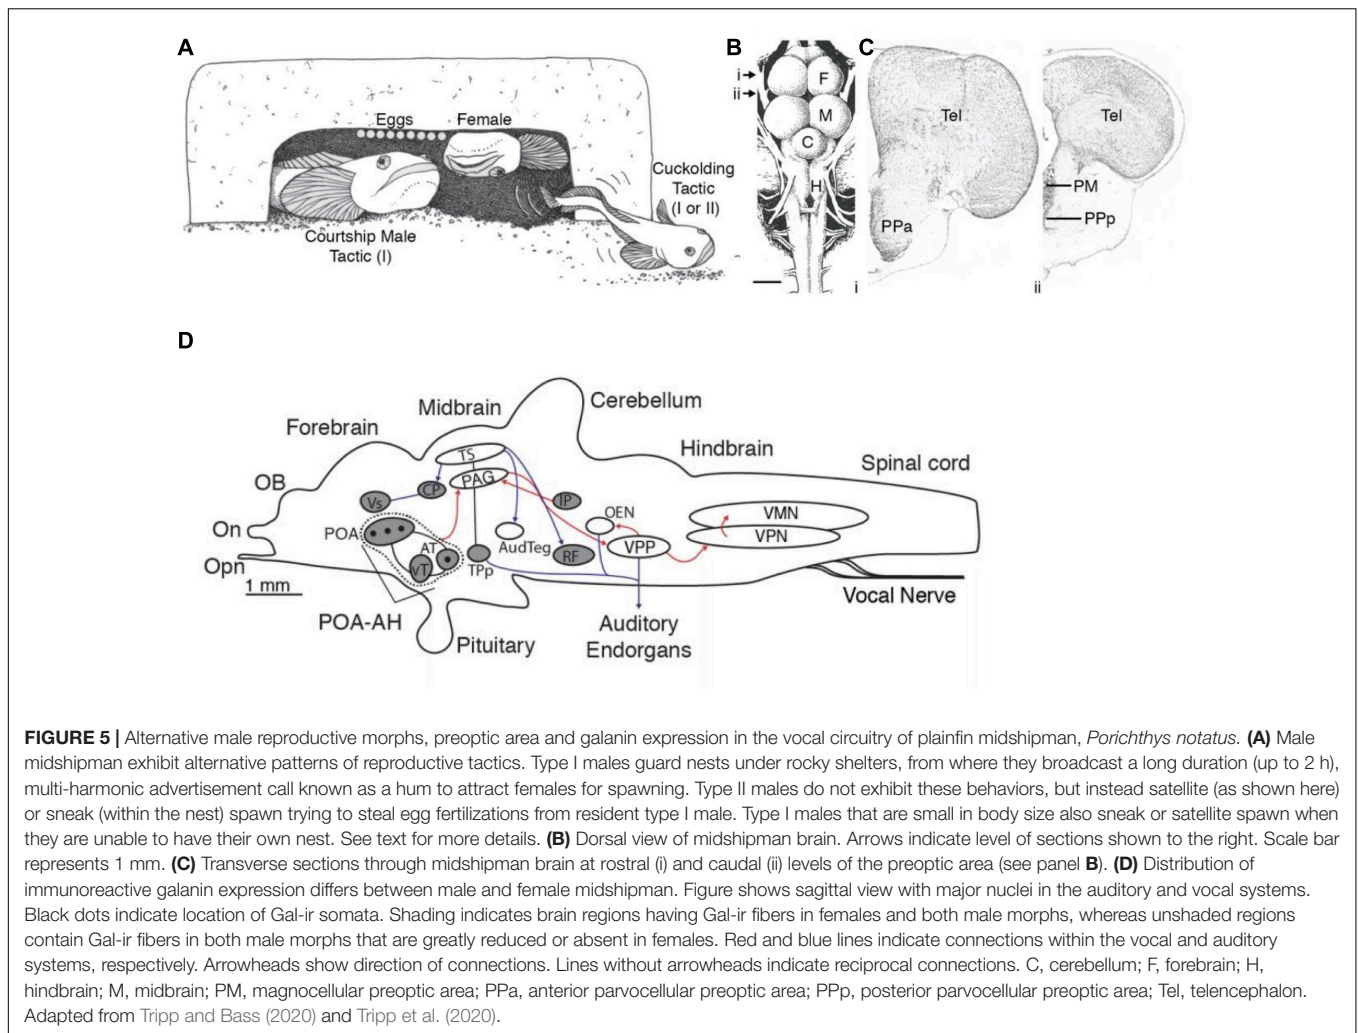 A
Eggs
Female
Cuckolding
Tactic
(I or II)
Courtship Male
Tactic (I)
B
i
ii
F
M
C
H
C
Tel
PPa
i
Tel
PM
PPp
ii
D
Forebrain
Midbrain
Cerebellum
Hindbrain
Spinal cord
OB
On
Opn
1 mm
TS
PAG
CP
Vs
IP
POA
AT
vT
TPp
AudTeg
OEN
RF
VPP
VMN
VPN
POA-AH
Pituitary
Auditory
Endorgans
Vocal Nerve
FIGURE 5 | Alternative male reproductive morphs, preoptic area and galanin expression in the vocal circuitry of plainfin midshipman, Porichthys notatus. (A) Male
midshipman exhibit alternative patterns of reproductive tactics. Type I males guard nests under rocky shelters, from where they broadcast a long duration (up to 2 h),
multi-harmonic advertisement call known as a hum to attract females for spawning. Type II males do not exhibit these behaviors, but instead satellite (as shown here)
or sneak (within the nest) spawn trying to steal egg fertilizations from resident type I male. Type I males that are small in body size also sneak or satellite spawn when
they are unable to have their own nest. See text for more details. (B) Dorsal view of midshipman brain. Arrows indicate level of sections shown to the right. Scale bar
represents 1 mm. (C) Transverse sections through midshipman brain at rostral (i) and caudal (ii) levels of the preoptic area (see panel B). (D) Distribution of
immunoreactive galanin expression differs between male and female midshipman. Figure shows sagittal view with major nuclei in the auditory and vocal systems.
Black dots indicate location of Gal-ir somata. Shading indicates brain regions having Gal-ir fibers in females and both male morphs, whereas unshaded regions
contain Gal-ir fibers in both male morphs that are greatly reduced or absent in females. Red and blue lines indicate connections within the vocal and auditory
systems, respectively. Arrowheads show direction of connections. Lines without arrowheads indicate reciprocal connections. C, cerebellum; F, forebrain; H,
hindbrain; M, midbrain; PM, magnocellular preoptic area; PPa, anterior parvocellular preoptic area; PPp, posterior parvocellular preoptic area; Tel, telencephalon.
Adapted from Tripp and Bass (2020) and Tripp et al. (2020).